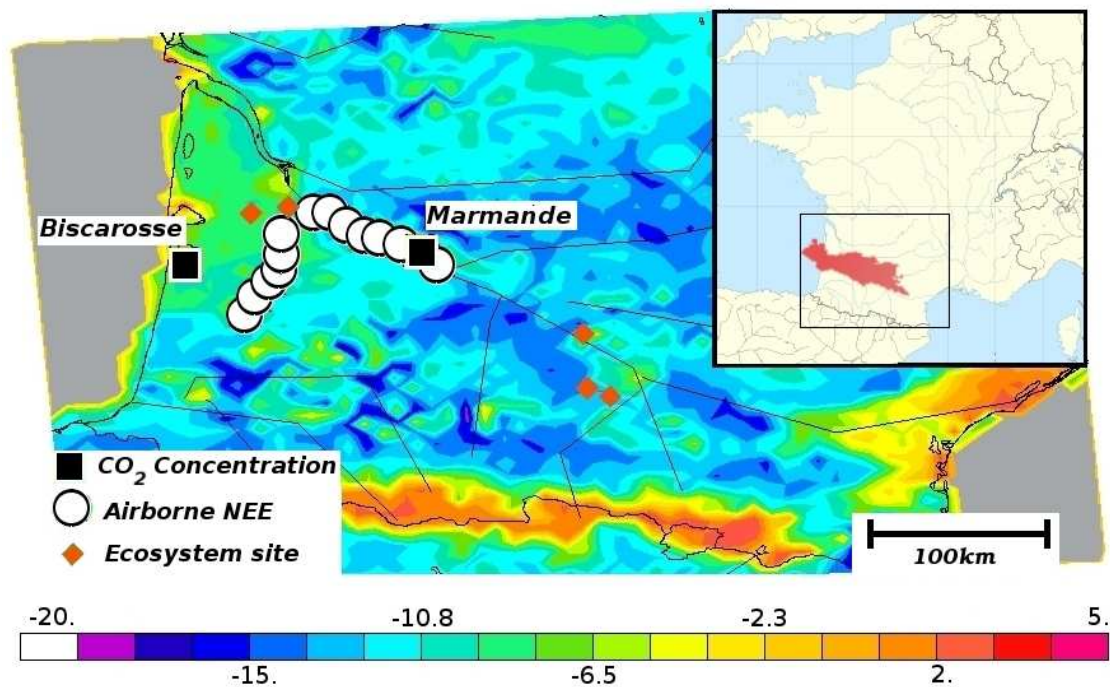 Marmande
Biscarosse
CO2 Concentration
Airborne NEE
Ecosystem site
100km
-20. -10.8 -2.3 5.
-15. -6.5 2.